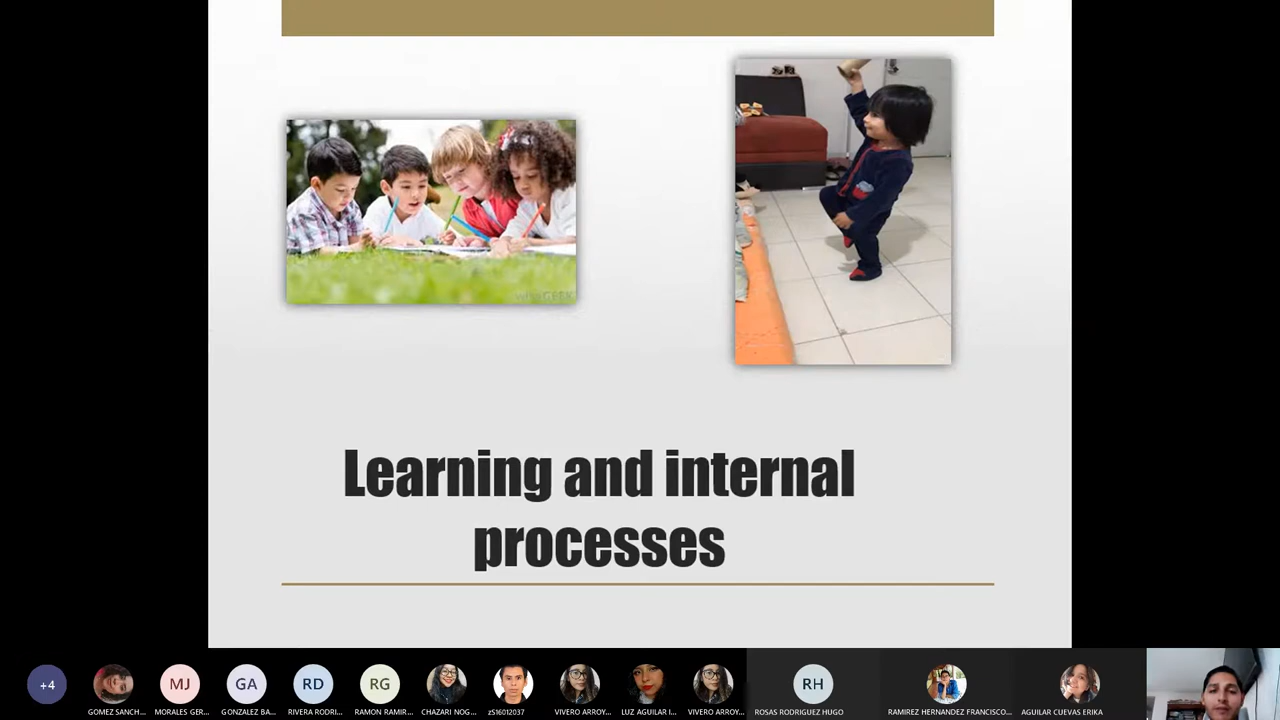 Learning and internal
processes
+4
MJ
GA
RD
RG
RH
GOMEZ SANCH...
MORALES GER...
GONZALEZ BA...
RIVERA RODRI...
RAMON RAMIR...
CHAZARI NOG...
zS16012037
VIVERO ARROY...
LUZ AGUILAR I...
VIVERO ARROY...
ROSAS RODRIGUEZ HUGO
RAMIREZ HERNANDEZ FRANCISCO...
AGUILAR CUEVAS ERIKA